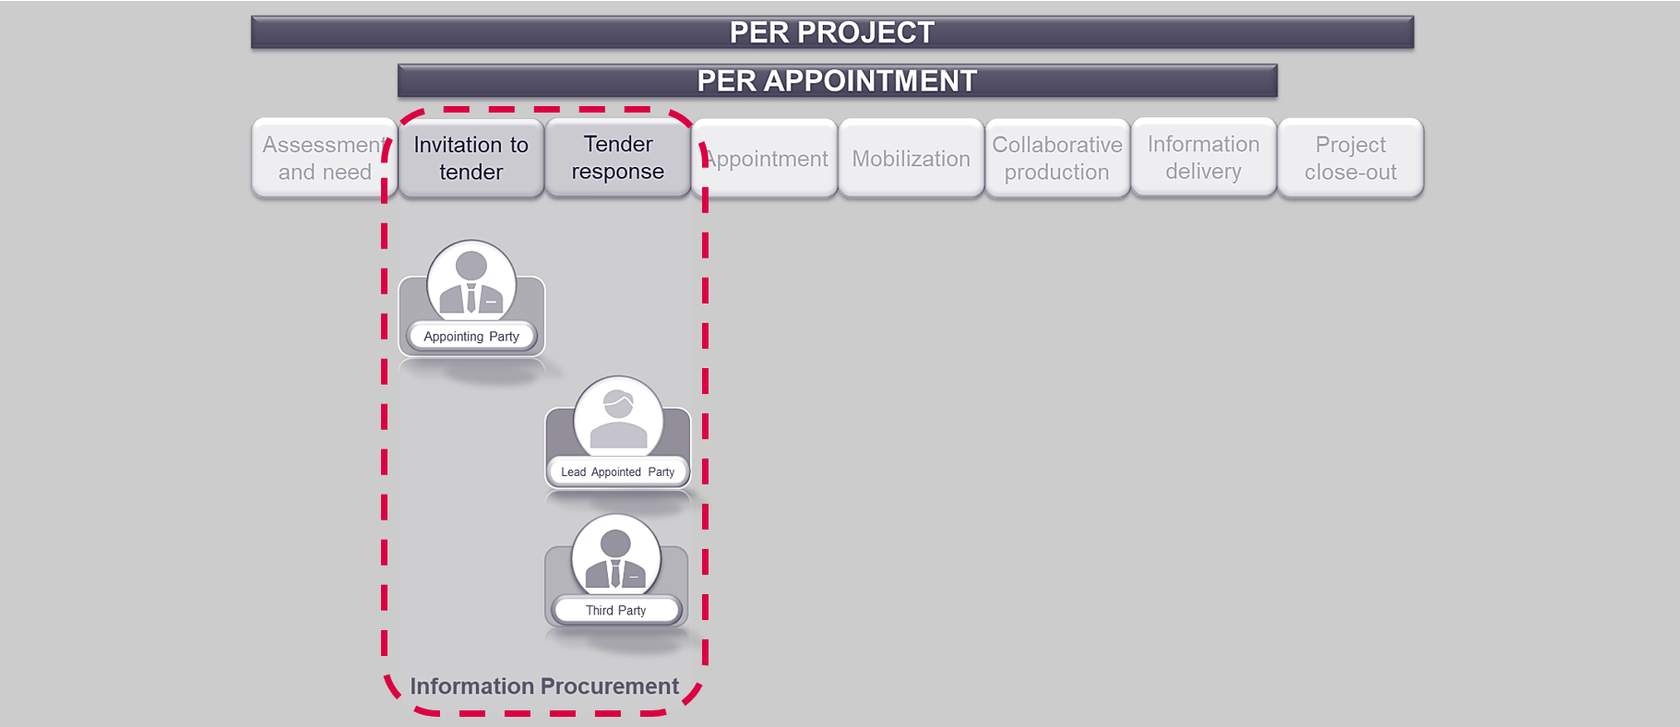 PER PROJECT
PER APPOINTMENT
Assessment
and need
Invitation to
tender
Tender
response
Appointment
Mobilization
Collaborative
production
Information
delivery
Project
close-out
Appointing Party
Lead Appointed Party
Third Party
Information Procurement